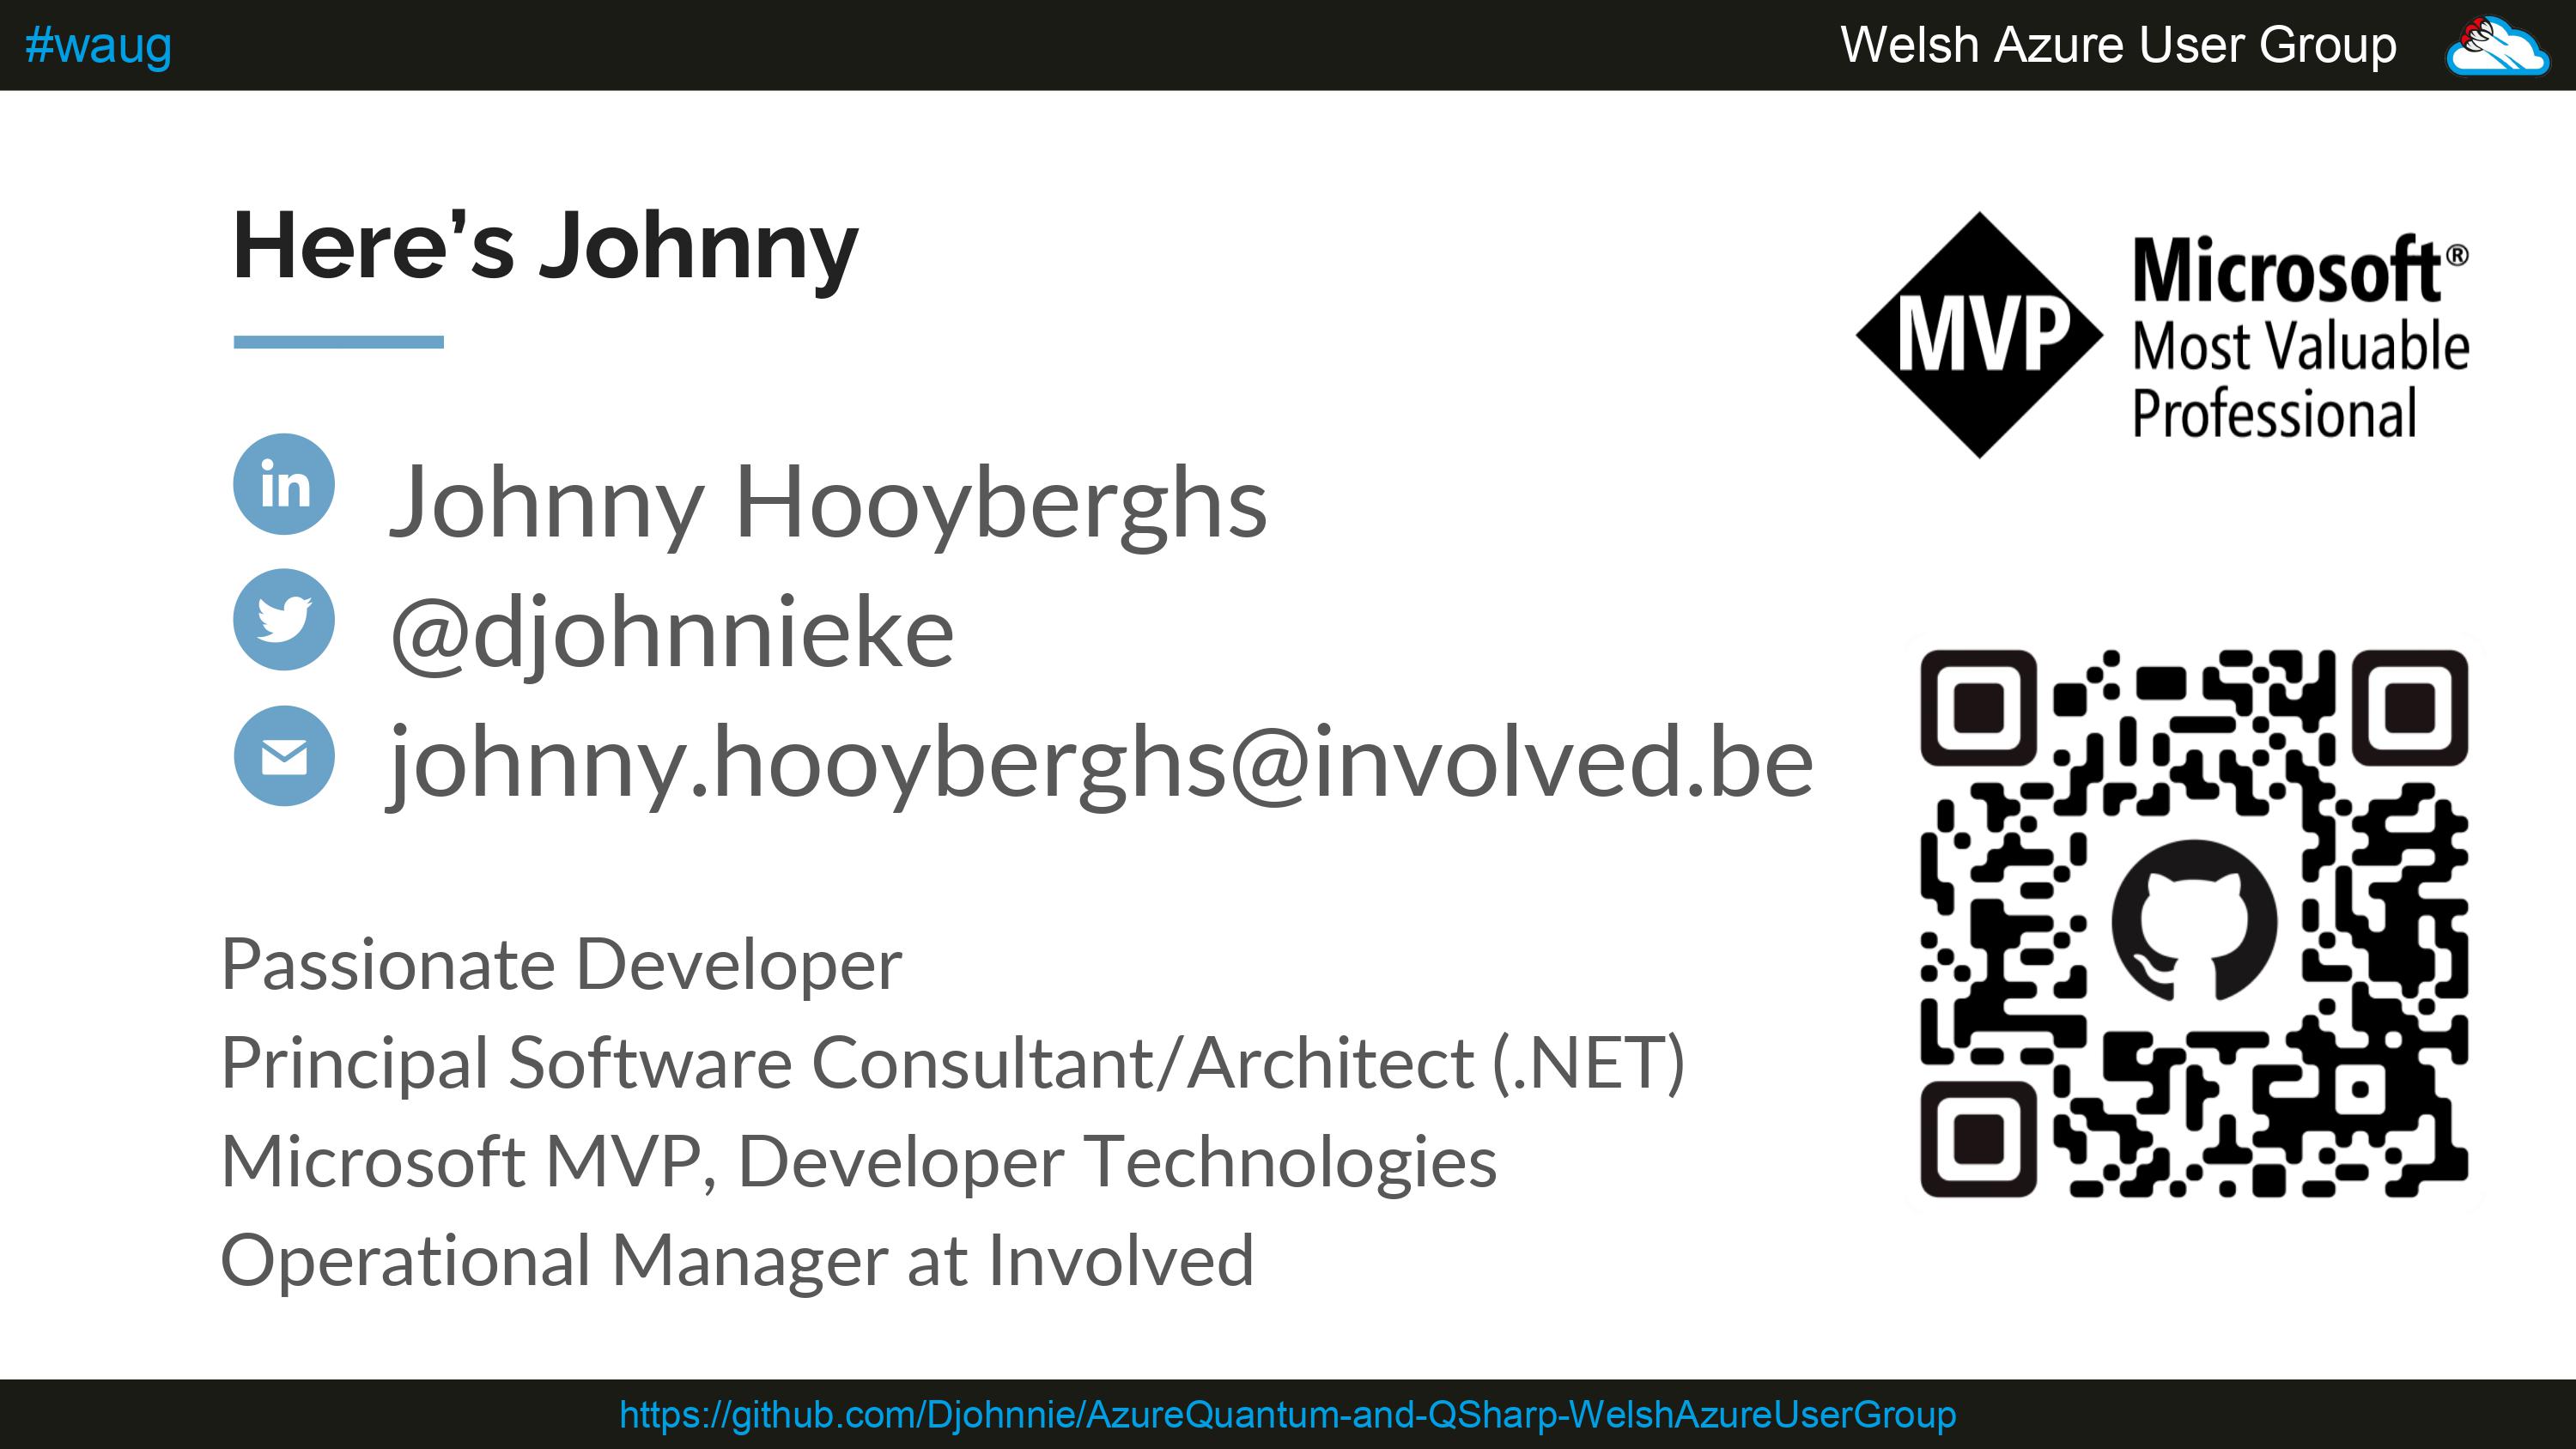 #waug
Welsh Azure User Group
Here’s Johnny
MVP
Microsoft®
Most Valuable
Professional
in
Johnny Hooyberghs
@djohnnieke
johnny.hooyberghs@involved.be
Passionate Developer
Principal Software Consultant/Architect (.NET)
Microsoft MVP, Developer Technologies
Operational Manager at Involved
https://github.com/Djohnnie/AzureQuantum-and-QSharp-WelshAzureUserGroup